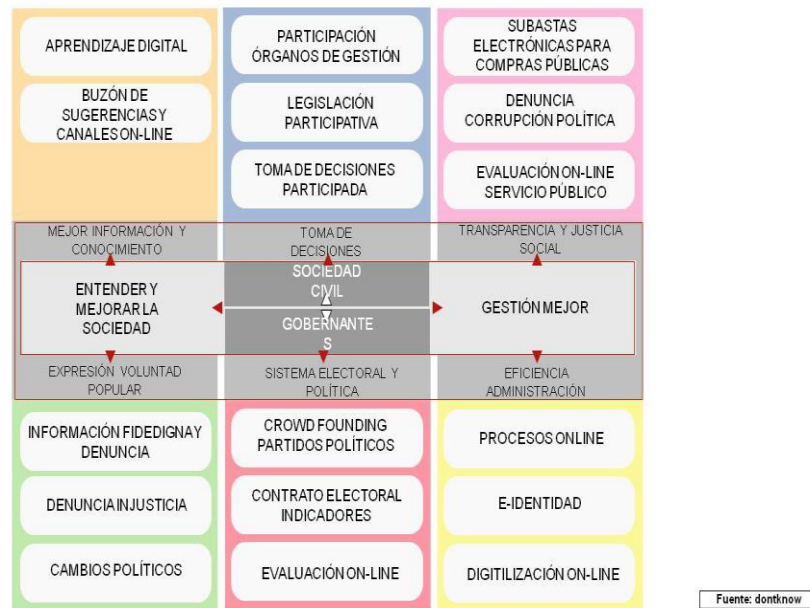 APRENDIZAJE DIGITAL
BUZÓN DE
SUGERENCIAS Y
CANALES ON-LINE
PARTICIPACIÓN
ÓRGANOS DE GESTIÓN
LEGISLACIÓN
PARTICIPATIVA
TOMA DE DECISIONES
PARTICIPADA
SUBASTAS
ELECTRÓNICAS PARA
COMPRAS PÚBLICAS
DENUNCIA
CORRUPCIÓN POLÍTICA
EVALUACIÓN ON-LINE
SERVICIO PÚBLICO
MEJOR INFORMACIÓN Y
CONOCIMIENTO
TOMA DE
DECISIONES
TRANSPARENCIA Y JUSTICIA
SOCIAL
ENTENDER Y
MEJORAR LA
SOCIEDAD
SOCIEDAD
CIVIL
GOBERNANTE
S
GESTIÓN MEJOR
EXPRESIÓN VOLUNTAD
POPULAR
SISTEMA ELECTORAL Y
POLÍTICA
EFICIENCIA
ADMINISTRACIÓN
INFORMACIÓN FIDEDIGNA Y
DENUNCIA
DENUNCIA INJUSTICIA
CAMBIOS POLÍTICOS
CROWD FOUNDING
PARTIDOS POLÍTICOS
CONTRATO ELECTORAL
INDICADORES
EVALUACIÓN ON-LINE
PROCESOS ONLINE
E-IDENTIDAD
DIGITILIZACIÓN ON-LINE
Fuente: dontknow